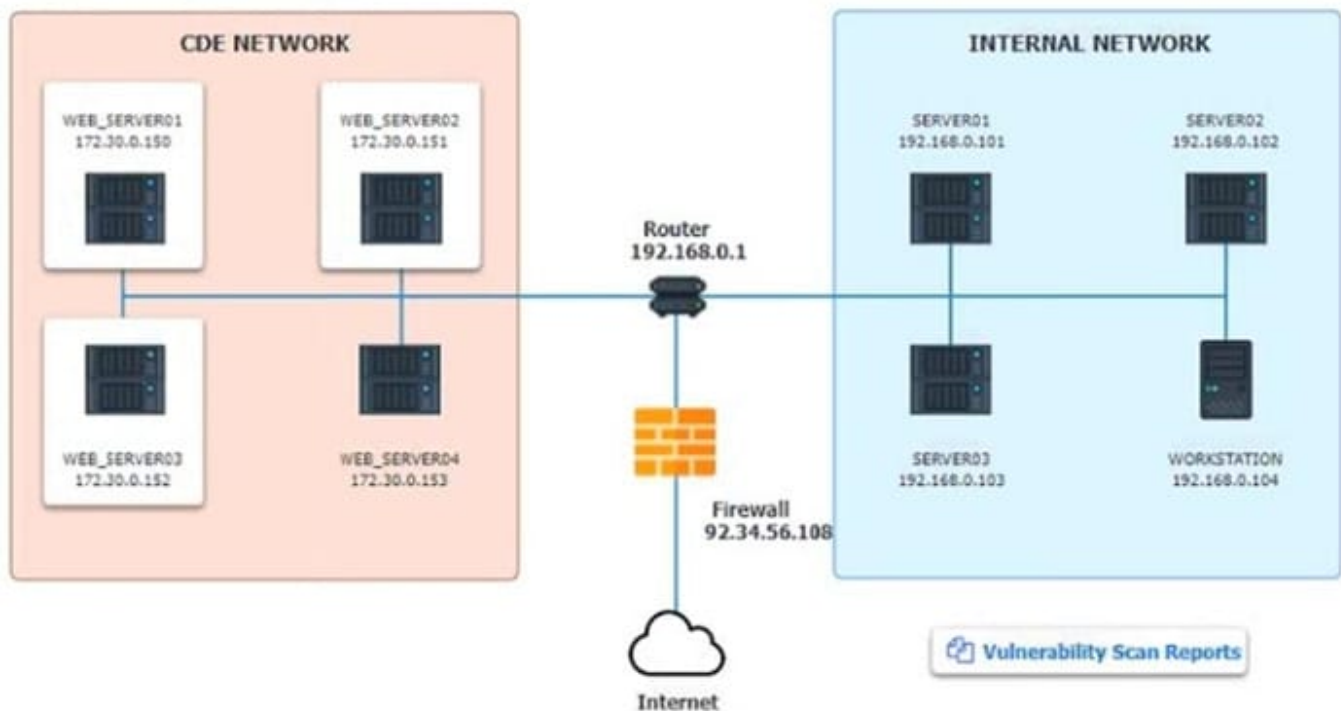 CDE NETWORK
INTERNAL NETWORK
WEB_SERVER01
172.30.0.150
WEB_SERVER02
172.30.0.151
SERVER01
192.168.0.101
SERVER02
192.168.0.102
Router
192.168.0.1
WEB_SERVER03
172.30.0.152
WEB_SERVER04
172.30.0.153
SERVER03
192.168.0.103
WORKSTATION
192.168.0.104
Firewall
92.34.56.108
Vulnerability Scan Reports
Internet